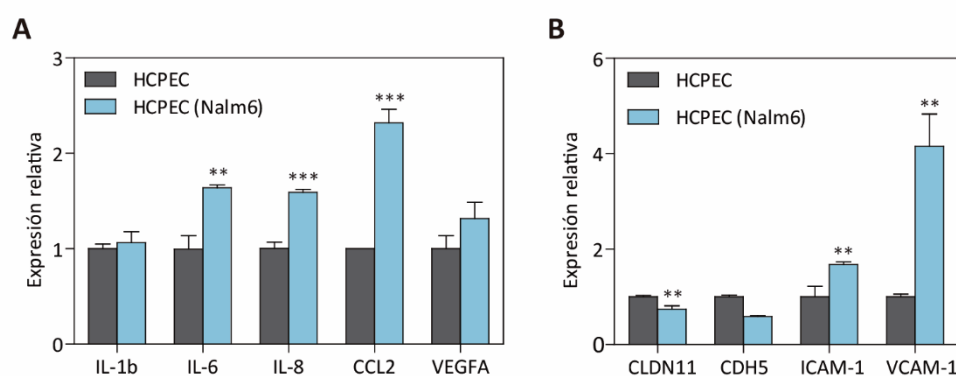 A
Expresión relativa
3
2
1
0
HCPEC
HCPEC (Nalm6)
**
***
***
IL-1b IL-6 IL-8 CCL2 VEGFA
B
Expresión relativa
6
4
2
0
HCPEC
HCPEC (Nalm6)
**
**
**
CLDN11 CDH5 ICAM-1 VCAM-1